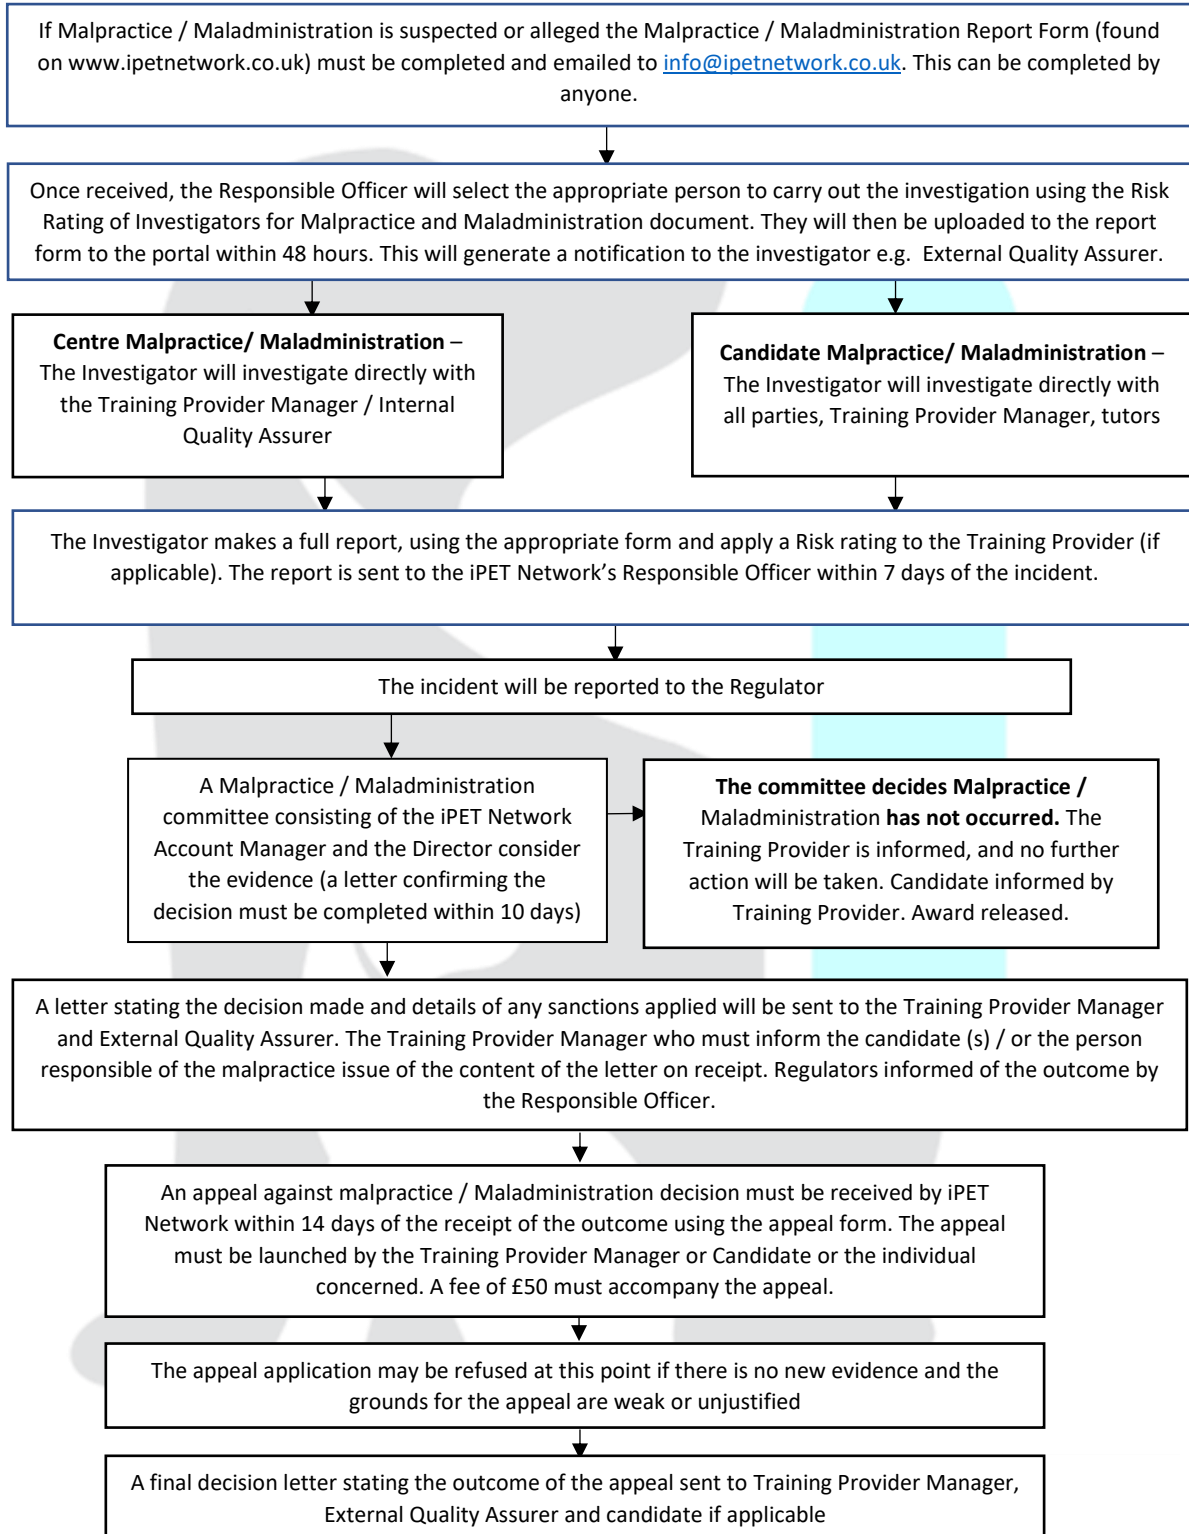 If Malpractice / Maladministration is suspected or alleged the Malpractice / Maladministration Report Form (found
on www.ipetnetwork.co.uk) must be completed and emailed to info@ipetnetwork.co.uk. This can be completed by
anyone.
Once received, the Responsible Officer will select the appropriate person to carry out the investigation using the Risk
Rating of Investigators for Malpractice and Maladministration document. They will then be uploaded to the report
form to the portal within 48 hours. This will generate a notification to the investigator e.g. External Quality Assurer.
Centre Malpractice/ Maladministration –
The Investigator will investigate directly with
the Training Provider Manager / Internal
Quality Assurer
Candidate Malpractice/ Maladministration –
The Investigator will investigate directly with
all parties, Training Provider Manager, tutors
The Investigator makes a full report, using the appropriate form and apply a Risk rating to the Training Provider (if
applicable). The report is sent to the iPET Network’s Responsible Officer within 7 days of the incident.
The incident will be reported to the Regulator
A Malpractice / Maladministration
committee consisting of the iPET Network
Account Manager and the Director consider
the evidence (a letter confirming the
decision must be completed within 10 days)
The committee decides Malpractice /
Maladministration has not occurred. The
Training Provider is informed, and no further
action will be taken. Candidate informed by
Training Provider. Award released.
A letter stating the decision made and details of any sanctions applied will be sent to the Training Provider Manager
and External Quality Assurer. The Training Provider Manager who must inform the candidate (s) / or the person
responsible of the malpractice issue of the content of the letter on receipt. Regulators informed of the outcome by
the Responsible Officer.
An appeal against malpractice / Maladministration decision must be received by iPET
Network within 14 days of the receipt of the outcome using the appeal form. The appeal
must be launched by the Training Provider Manager or Candidate or the individual
concerned. A fee of £50 must accompany the appeal.
The appeal application may be refused at this point if there is no new evidence and the
grounds for the appeal are weak or unjustified
A final decision letter stating the outcome of the appeal sent to Training Provider Manager,
External Quality Assurer and candidate if applicable